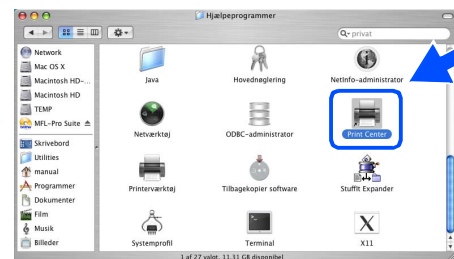 Hjælpeprogrammer
privat
Network
Mac OS X
Macintosh HD-...
Macintosh HD
TEMP
MFL-Pro Suite
Skrivebord
Utilities
manual
Programmer
Dokumenter
Film
Musik
Billeder
Java
Hovednøglering
NetInfo-administrator
Netværktøj
ODBC-administrator
Print Center
Printerværktøj
Tilbagekopier software
StuffIt Expander
Systemprofil
Terminal
X11
1 af 27 valgt, 11,11 GB disponibel